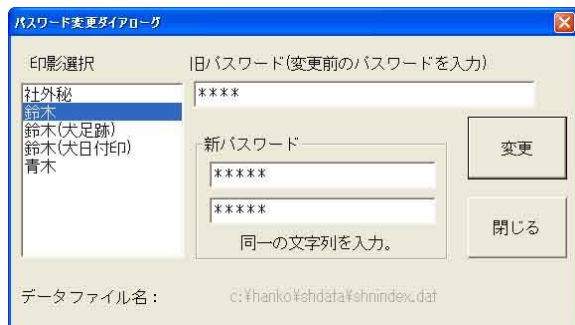 パスワード変更ダイアローグ
印影選択
旧パスワード(変更前のパスワードを入力)
社外秘
鈴木
鈴木(犬足跡)
鈴木(犬日付印)
青木
****
新パスワード
*****
*****
同一の文字列を入力。
変更
閉じる
データファイル名：
c:¥hanko¥shdata¥shnindex.dat